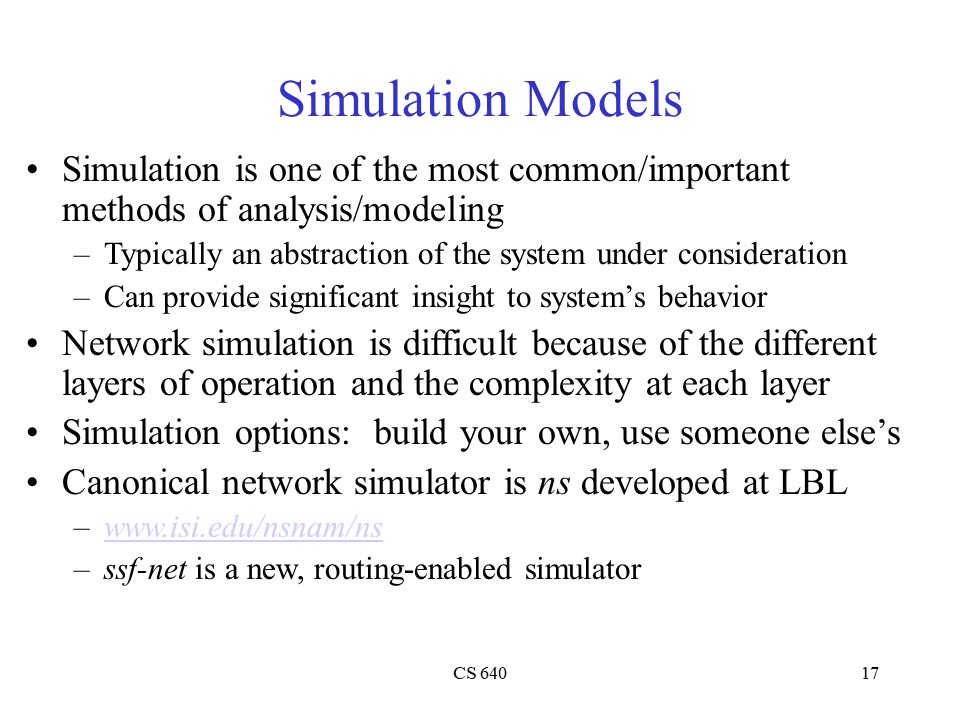 Simulation Models
• Simulation is one of the most common/important
methods of analysis/modeling
– Typically an abstraction of the system under consideration
– Can provide significant insight to system’s behavior
• Network simulation is difficult because of the different
layers of operation and the complexity at each layer
• Simulation options:  build your own, use someone else’s
• Canonical network simulator is ns developed at LBL
– www.isi.edu/nsnam/ns
– ssf-net is a new, routing-enabled simulator
CS 640
17